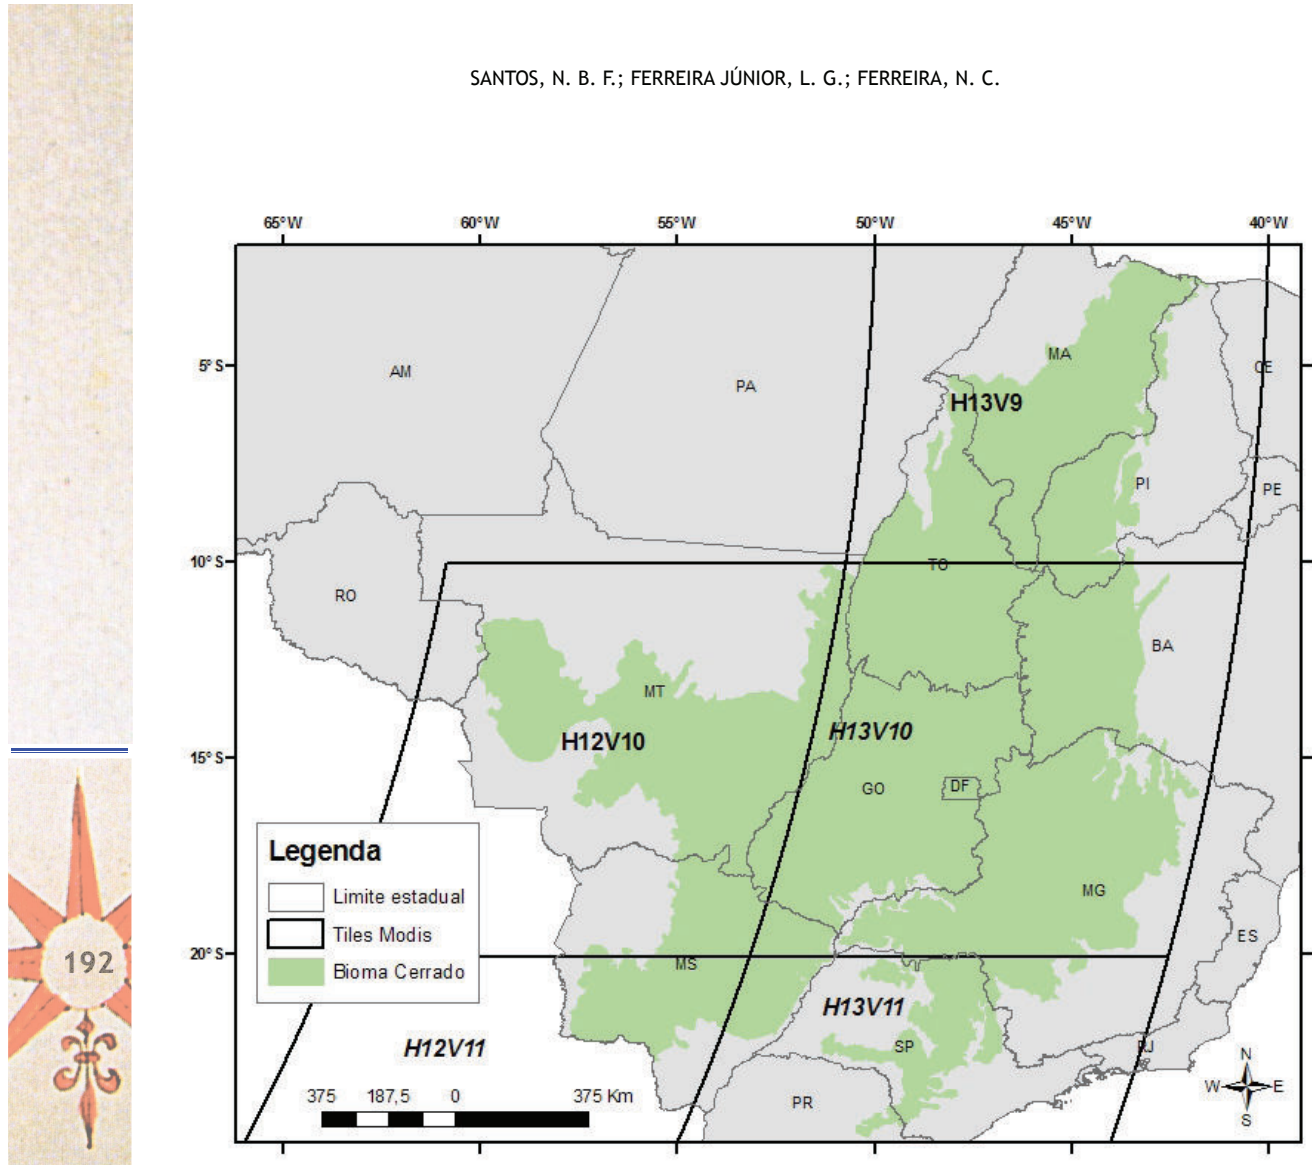 SANTOS, N. B. F.; FERREIRA JÚNIOR, L. G.; FERREIRA, N. C.
65°W 60°W 55°W 50°W 45°W 40°W
5°S
10°S
15°S
20°S
AM
PA
MA
CE
H13V9
PI
PE
TO
RO
BA
MT
H12V10
H13V10
GO
DF
MG
ES
MS
H13V11
SP
RJ
H12V11
PR
Legenda
Limite estadual
Tiles Modis
Bioma Cerrado
375 187,5 0 375 Km
N
W E
S
192